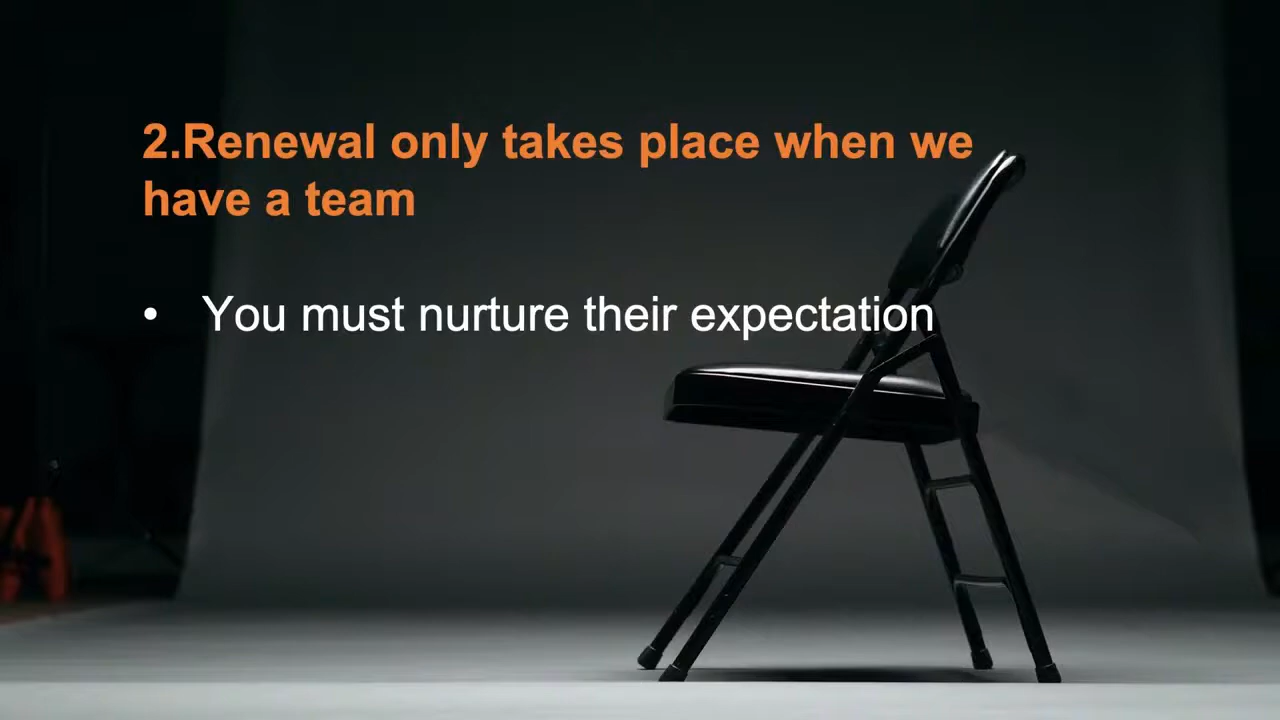 2.Renewal only takes place when we
have a team
• You must nurture their expectation